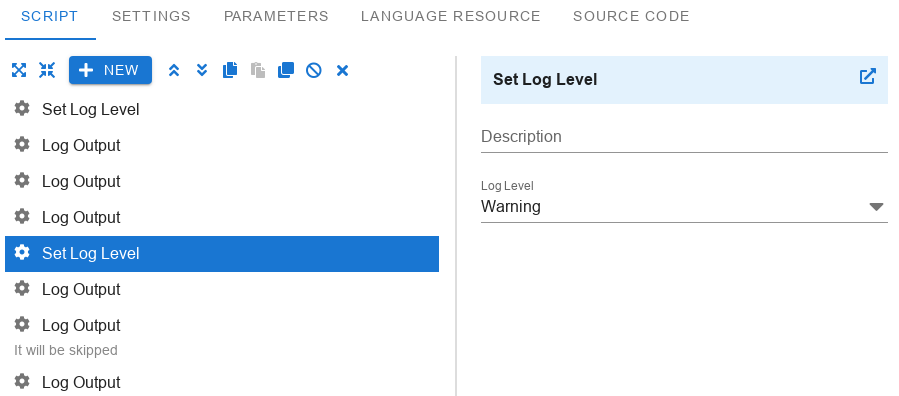 SCRIPT SETTINGS PARAMETERS LANGUAGE RESOURCE SOURCE CODE
NEW
Set Log Level
Log Output
Log Output
Log Output
Set Log Level
Log Output
Log Output
It will be skipped
Log Output
Set Log Level
Description
Log Level
Warning